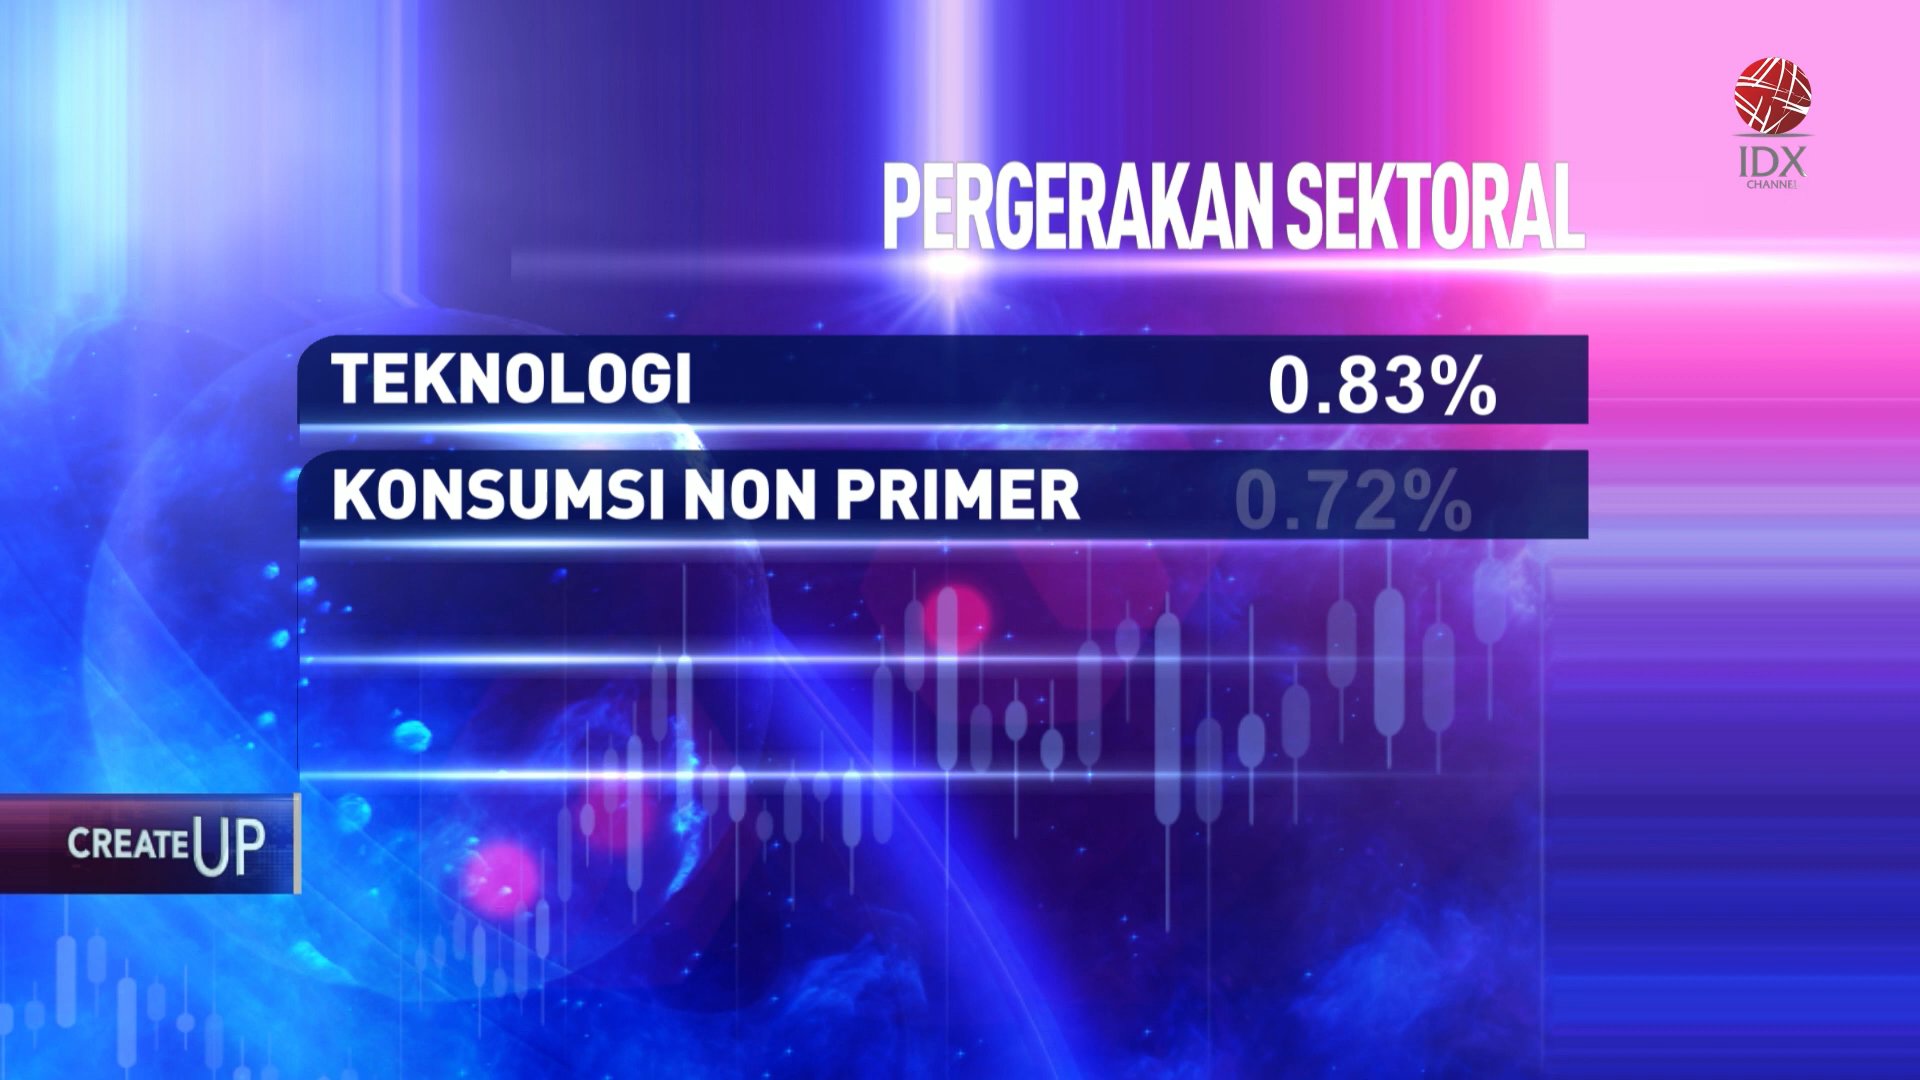 IDX
CHANNEL
PERGERAKAN SEKTORAL
TEKNOLOGI 0.83%
KONSUMSI NON PRIMER 0.72%
CREATE UP